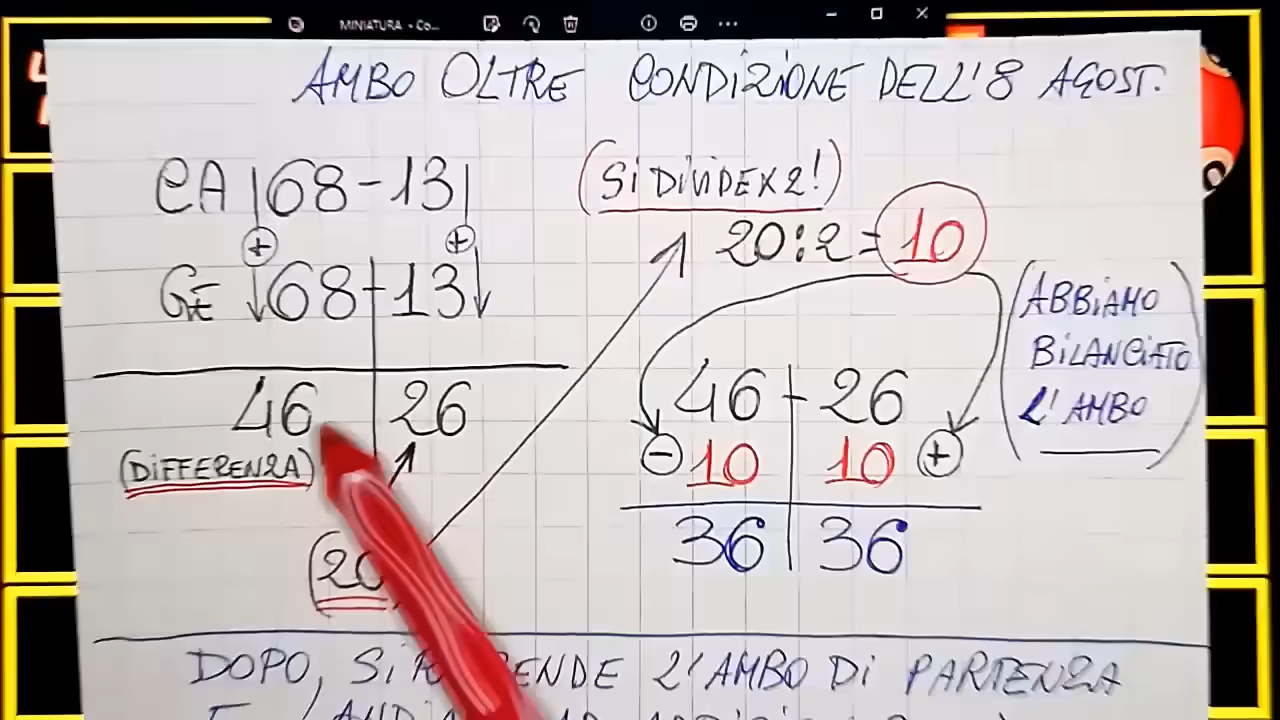 MINIATURA - Co...
AMBO OLTRE CONDIZIONE DELL'8 AGOST.
CA 68-13
+ +
GE 68-13
46 26
(DIFFERENZA)
20
(Si DiViDE X 2!)
20:2=10
(ABBiAMO
BiLANCiATO
L'AMBO)
46-26
- 10 10 +
36 36
DOPO, Si L'AMBO Di PARTENZA